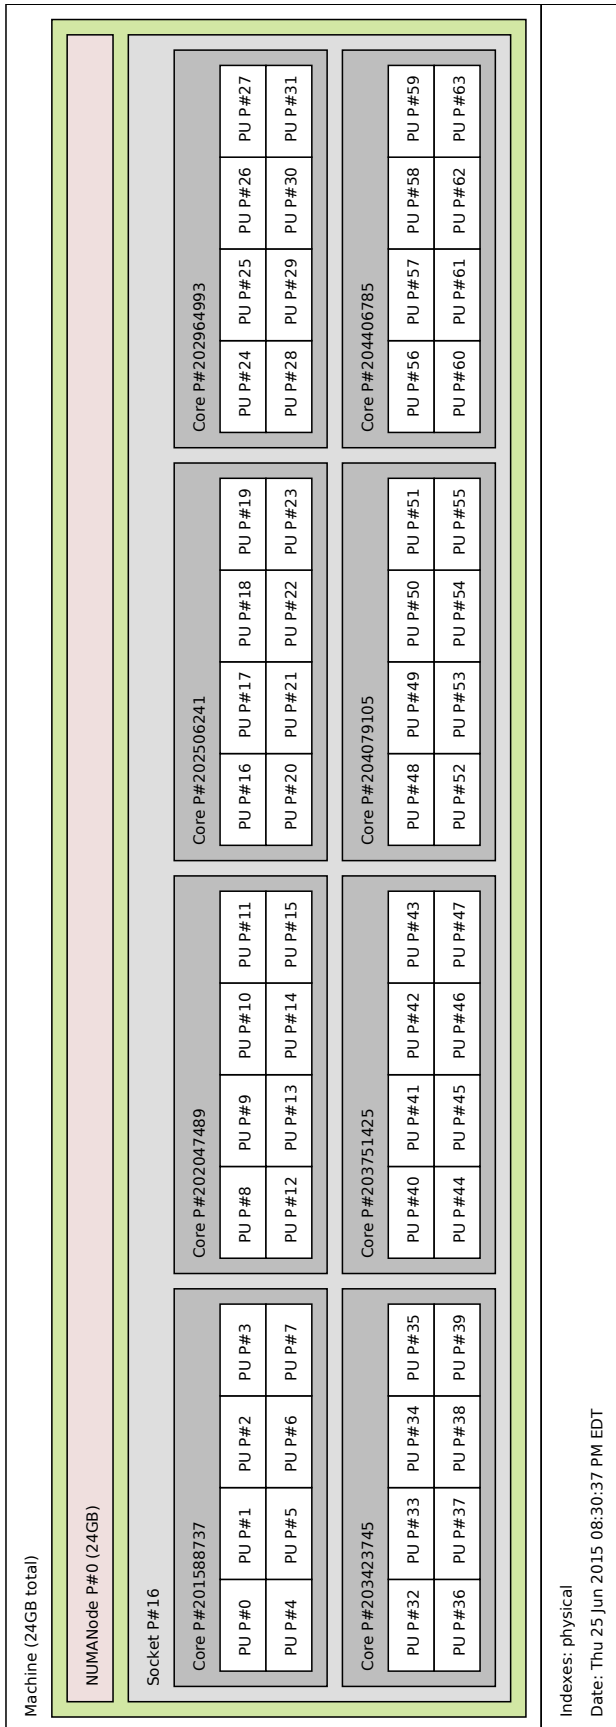 Machine (24GB total)
NUMANode P#0 (24GB)
Socket P#16
Core P#201588737
PU P#0 PU P#1 PU P#2 PU P#3
PU P#4 PU P#5 PU P#6 PU P#7
Core P#202047489
PU P#8 PU P#9 PU P#10 PU P#11
PU P#12 PU P#13 PU P#14 PU P#15
Core P#202506241
PU P#16 PU P#17 PU P#18 PU P#19
PU P#20 PU P#21 PU P#22 PU P#23
Core P#202964993
PU P#24 PU P#25 PU P#26 PU P#27
PU P#28 PU P#29 PU P#30 PU P#31
Core P#203423745
PU P#32 PU P#33 PU P#34 PU P#35
PU P#36 PU P#37 PU P#38 PU P#39
Core P#203751425
PU P#40 PU P#41 PU P#42 PU P#43
PU P#44 PU P#45 PU P#46 PU P#47
Core P#204079105
PU P#48 PU P#49 PU P#50 PU P#51
PU P#52 PU P#53 PU P#54 PU P#55
Core P#204406785
PU P#56 PU P#57 PU P#58 PU P#59
PU P#60 PU P#61 PU P#62 PU P#63
Indexes: physical
Date: Thu 25 Jun 2015 08:30:37 PM EDT